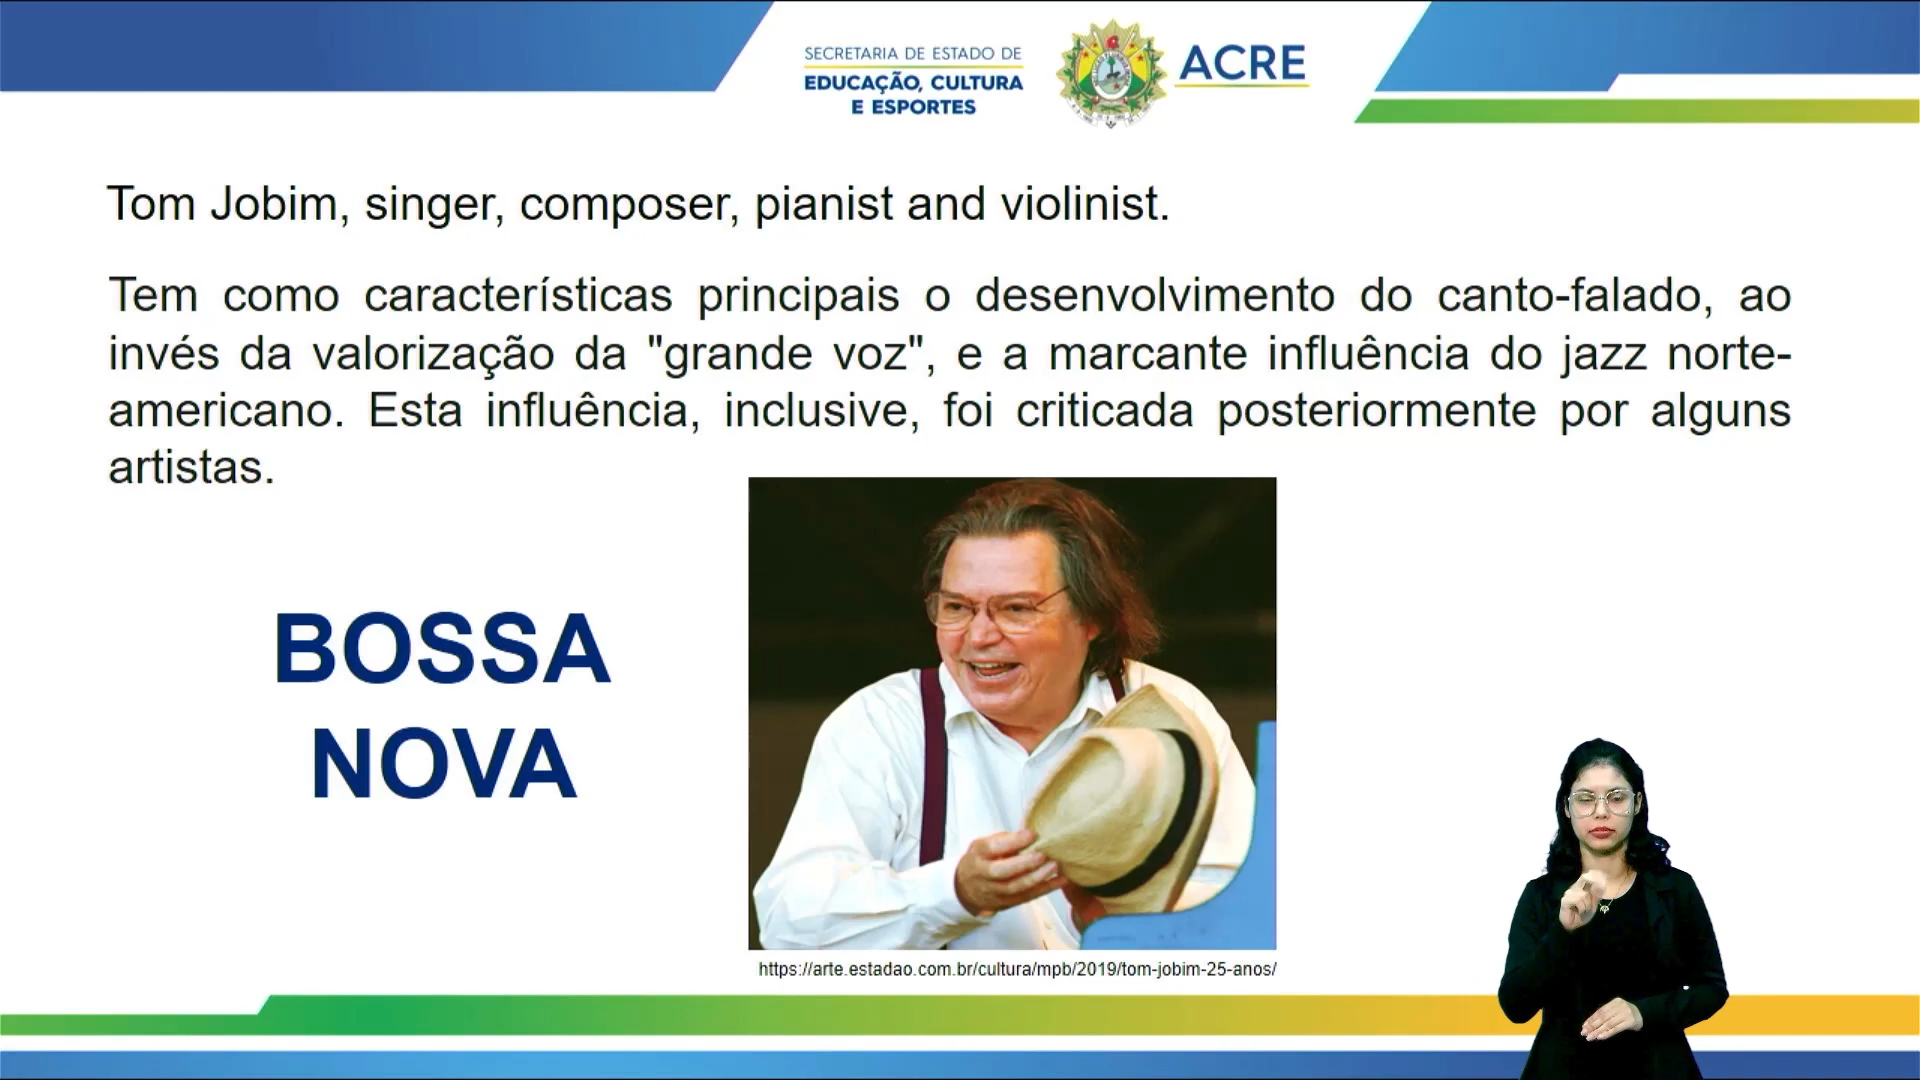 SECRETARIA DE ESTADO DE
EDUCAÇÃO, CULTURA
E ESPORTES
ACRE
Tom Jobim, singer, composer, pianist and violinist.
Tem como características principais o desenvolvimento do canto-falado, ao
invés da valorização da "grande voz", e a marcante influência do jazz norte-
americano. Esta influência, inclusive, foi criticada posteriormente por alguns
artistas.
BOSSA
NOVA
https://arte.estadao.com.br/cultura/mpb/2019/tom-jobim-25-anos/